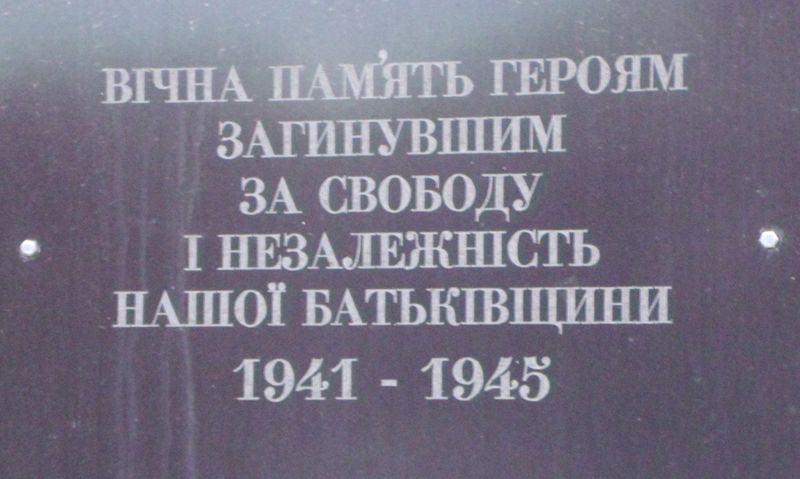 ВІЧНА ПАМ'ЯТЬ ГЕРОЯМ
ЗАГИНУВШИМ
ЗА СВОБОДУ
І НЕЗАЛЕЖНІСТЬ
НАШОЇ БАТЬКІВЩИНИ
1941 - 1945